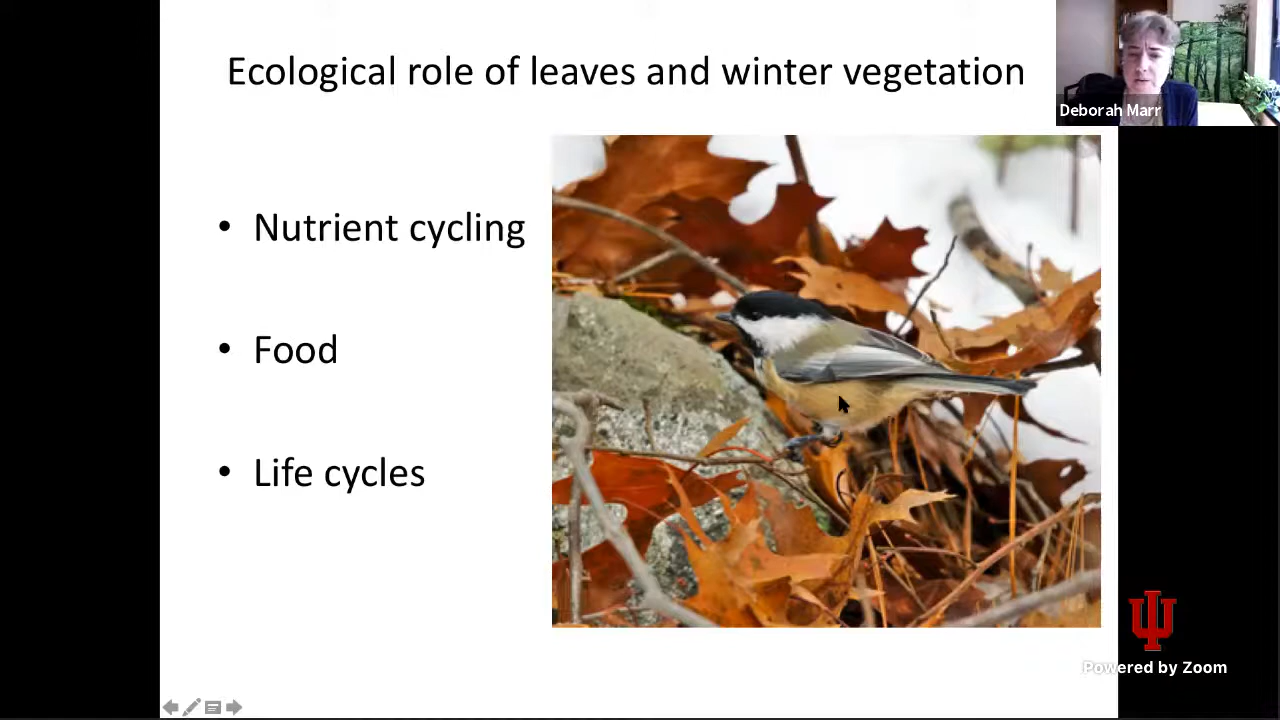 Ecological role of leaves and winter vegetation
Deborah Marr
• Nutrient cycling
• Food
• Life cycles
Powered by Zoom